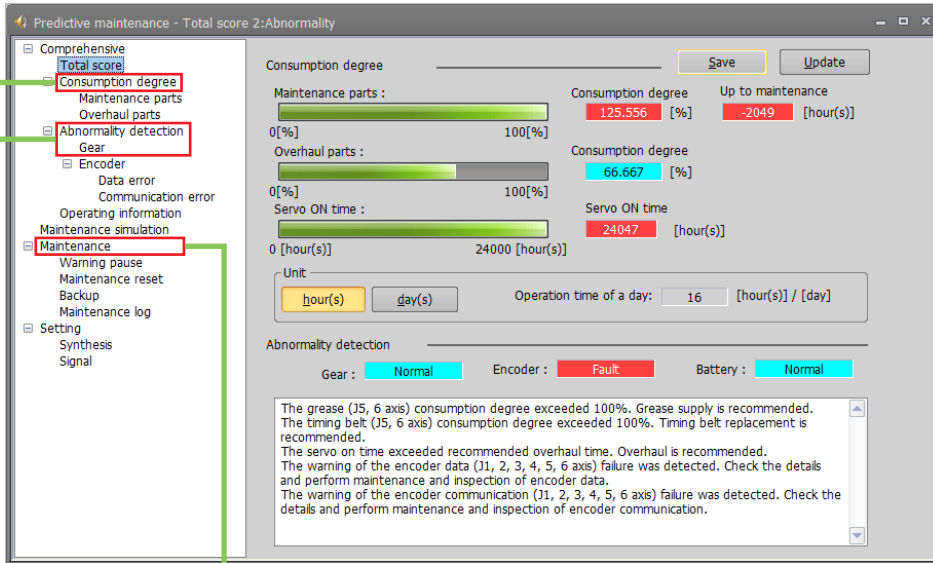 Predictive maintenance - Total score 2:Abnormality
Comprehensive
Total score
Consumption degree
Maintenance parts
Overhaul parts
Abnormality detection
Gear
Encoder
Data error
Communication error
Operating information
Maintenance simulation
Maintenance
Warning pause
Maintenance reset
Backup
Maintenance log
Setting
Synthesis
Signal
Consumption degree
Save
Update
Maintenance parts :
Consumption degree
Up to maintenance
125.556 [%]
-2049 [hour(s)]
0[%]
100[%]
Overhaul parts :
Consumption degree
66.667 [%]
0[%]
100[%]
Servo ON time :
Servo ON time
24047 [hour(s)]
0 [hour(s)]
24000 [hour(s)]
Unit
hour(s)
day(s)
Operation time of a day: 16 [hour(s)] / [day]
Abnormality detection
Gear : Normal
Encoder : Fault
Battery : Normal
The grease (J5, 6 axis) consumption degree exceeded 100%. Grease supply is recommended.
The timing belt (J5, 6 axis) consumption degree exceeded 100%. Timing belt replacement is
recommended.
The servo on time exceeded recommended overhaul time. Overhaul is recommended.
The warning of the encoder data (J1, 2, 3, 4, 5, 6 axis) failure was detected. Check the details
and perform maintenance and inspection of encoder data.
The warning of the encoder communication (J1, 2, 3, 4, 5, 6 axis) failure was detected. Check the
details and perform maintenance and inspection of encoder communication.